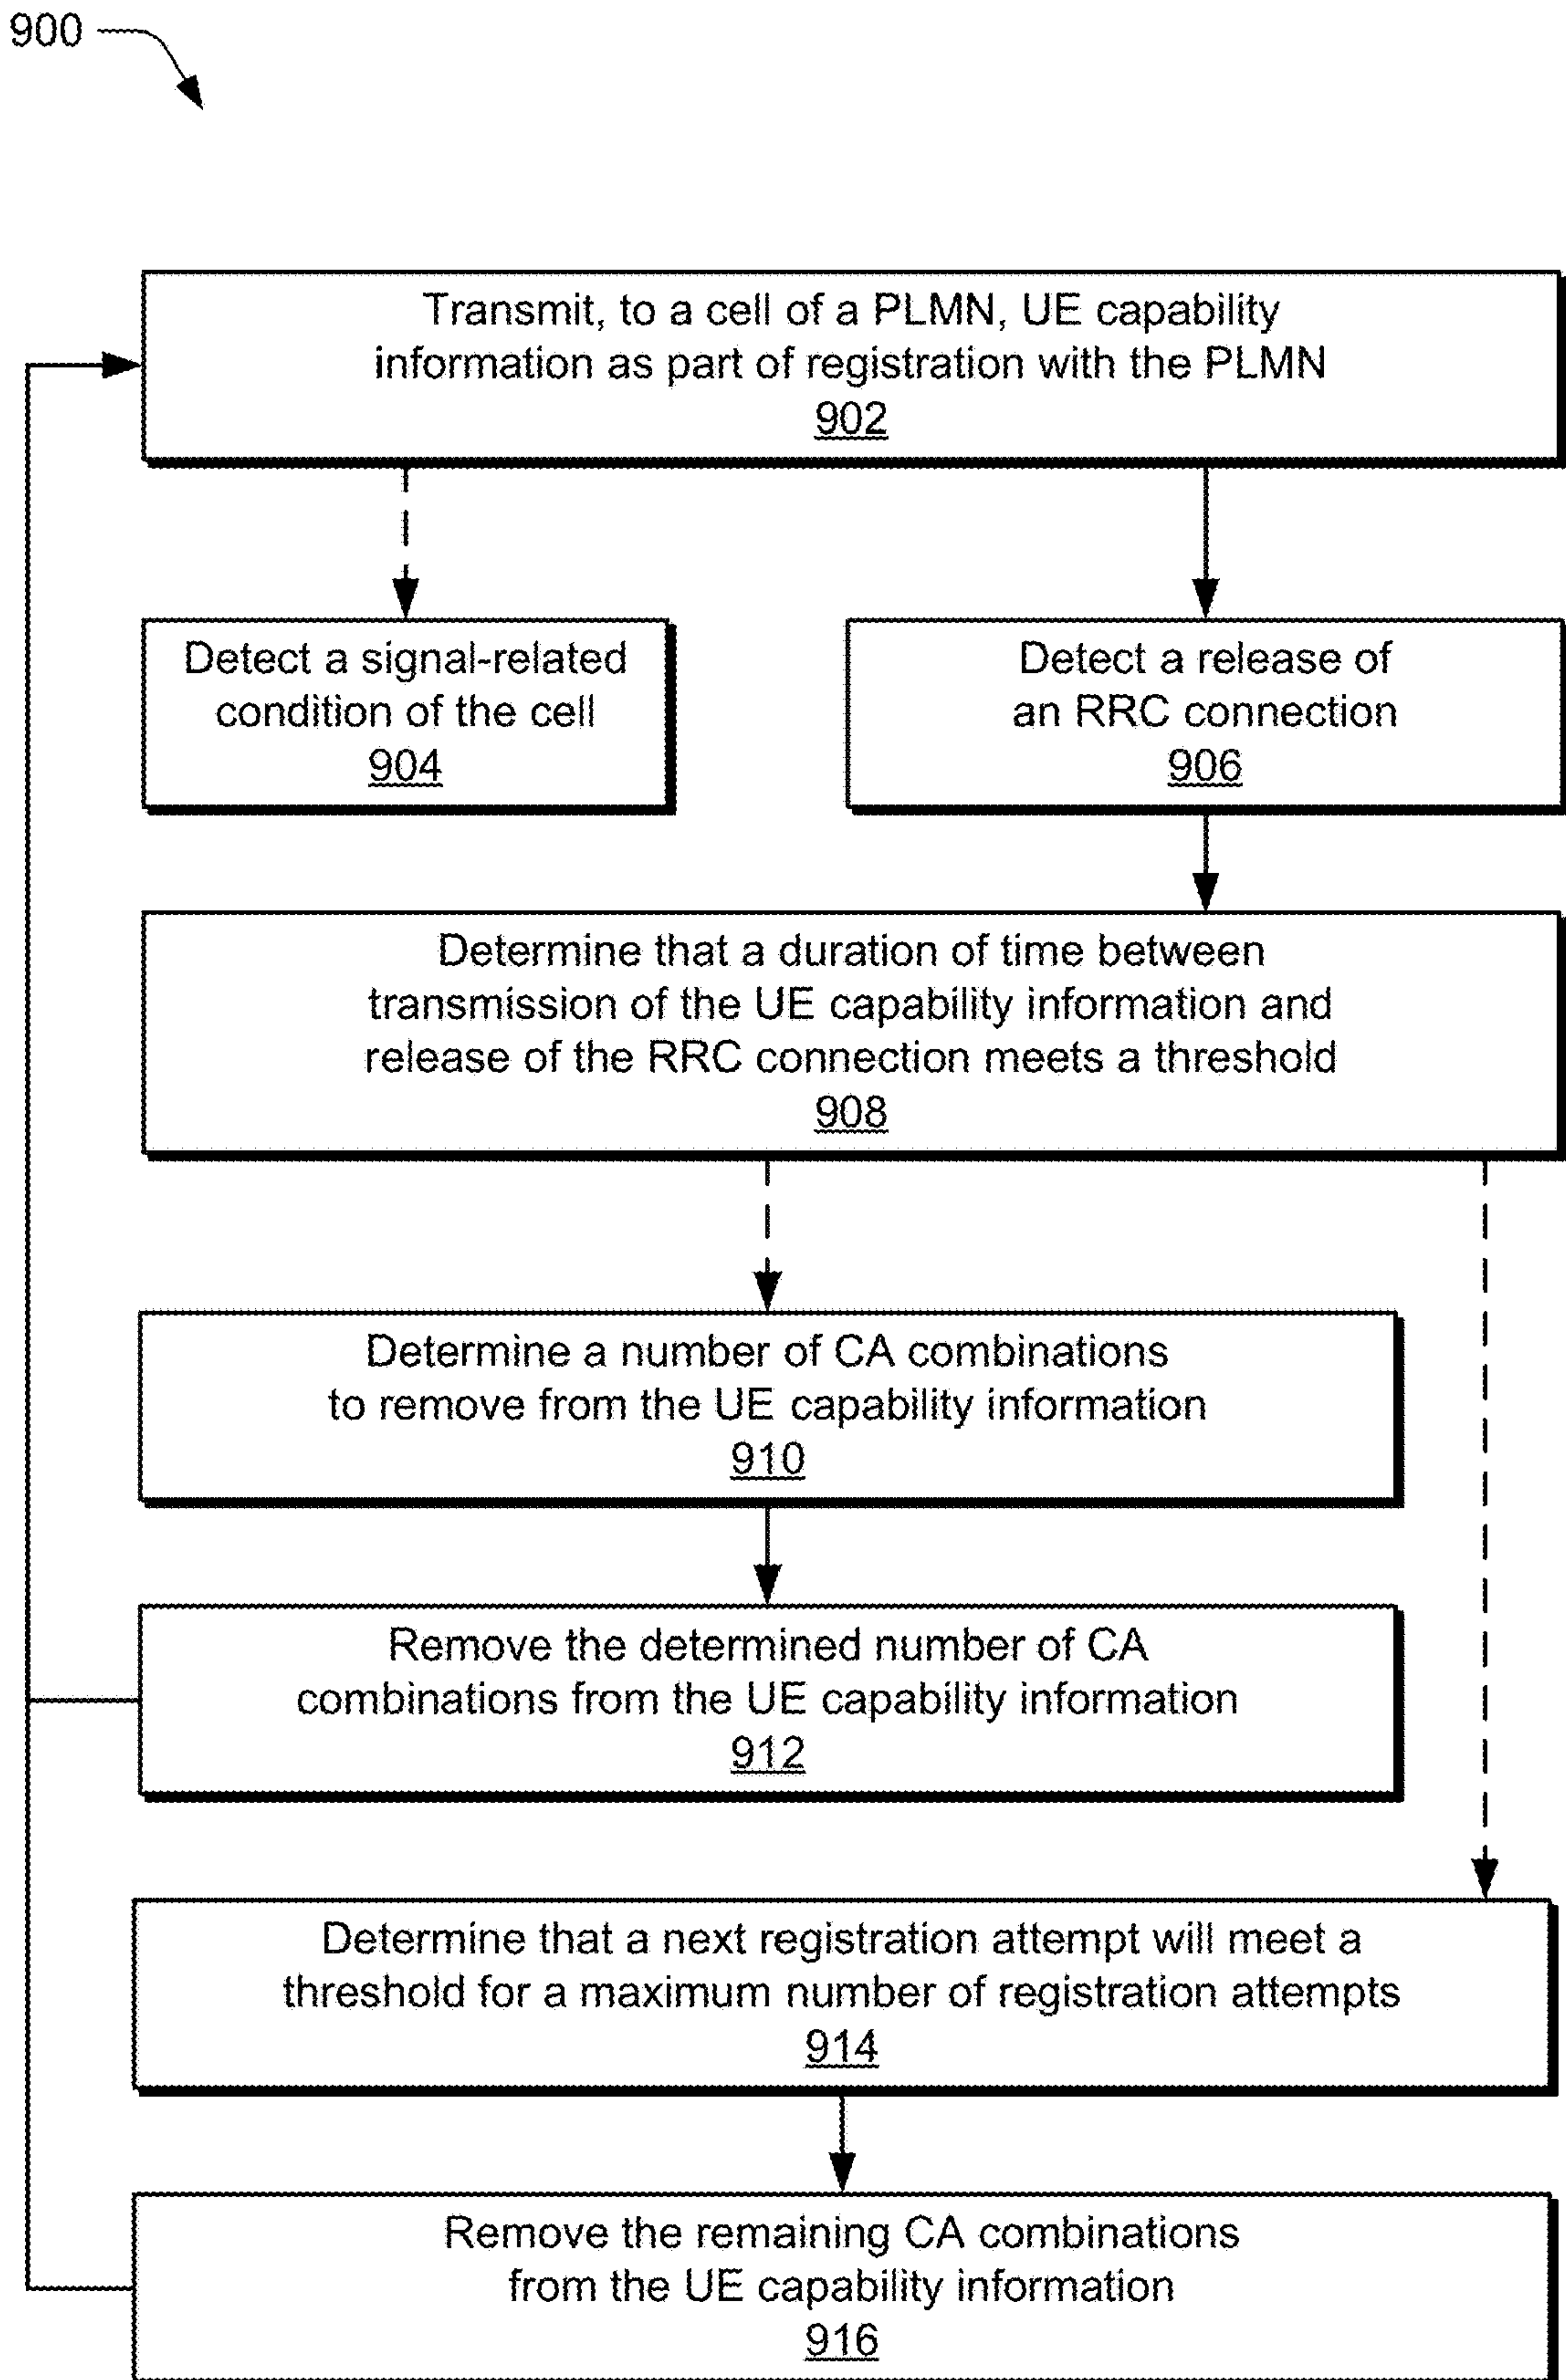 900
Transmit, to a cell of a PLMN, UE capability
information as part of registration with the PLMN
902
Detect a signal-related
condition of the cell
904
Detect a release of
an RRC connection
906
Determine that a duration of time between
transmission of the UE capability information and
release of the RRC connection meets a threshold
908
Determine a number of CA combinations
to remove from the UE capability information
910
Remove the determined number of CA
combinations from the UE capability information
912
Determine that a next registration attempt will meet a
threshold for a maximum number of registration attempts
914
Remove the remaining CA combinations
from the UE capability information
916